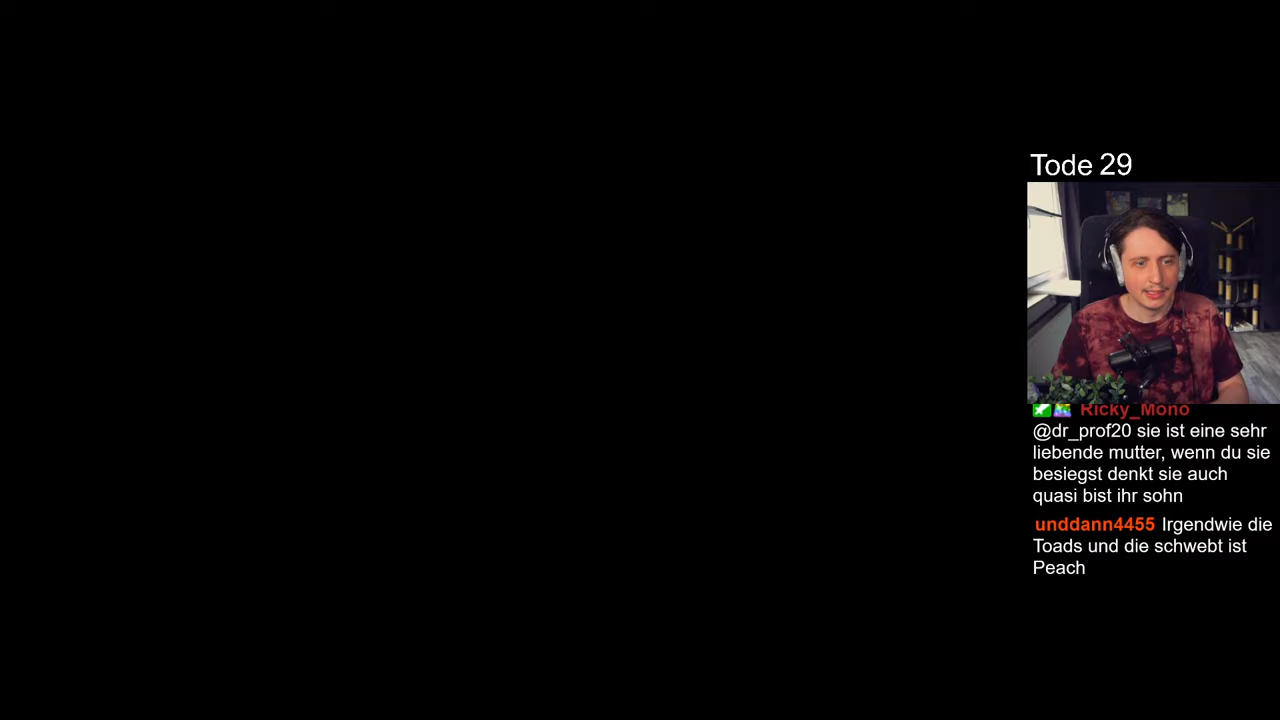 Tode 29
Ricky_Mono
@dr_prof20 sie ist eine sehr
liebende mutter, wenn du sie
besiegst denkt sie auch
quasi bist ihr sohn
unddann4455 Irgendwie die
Toads und die schwebt ist
Peach